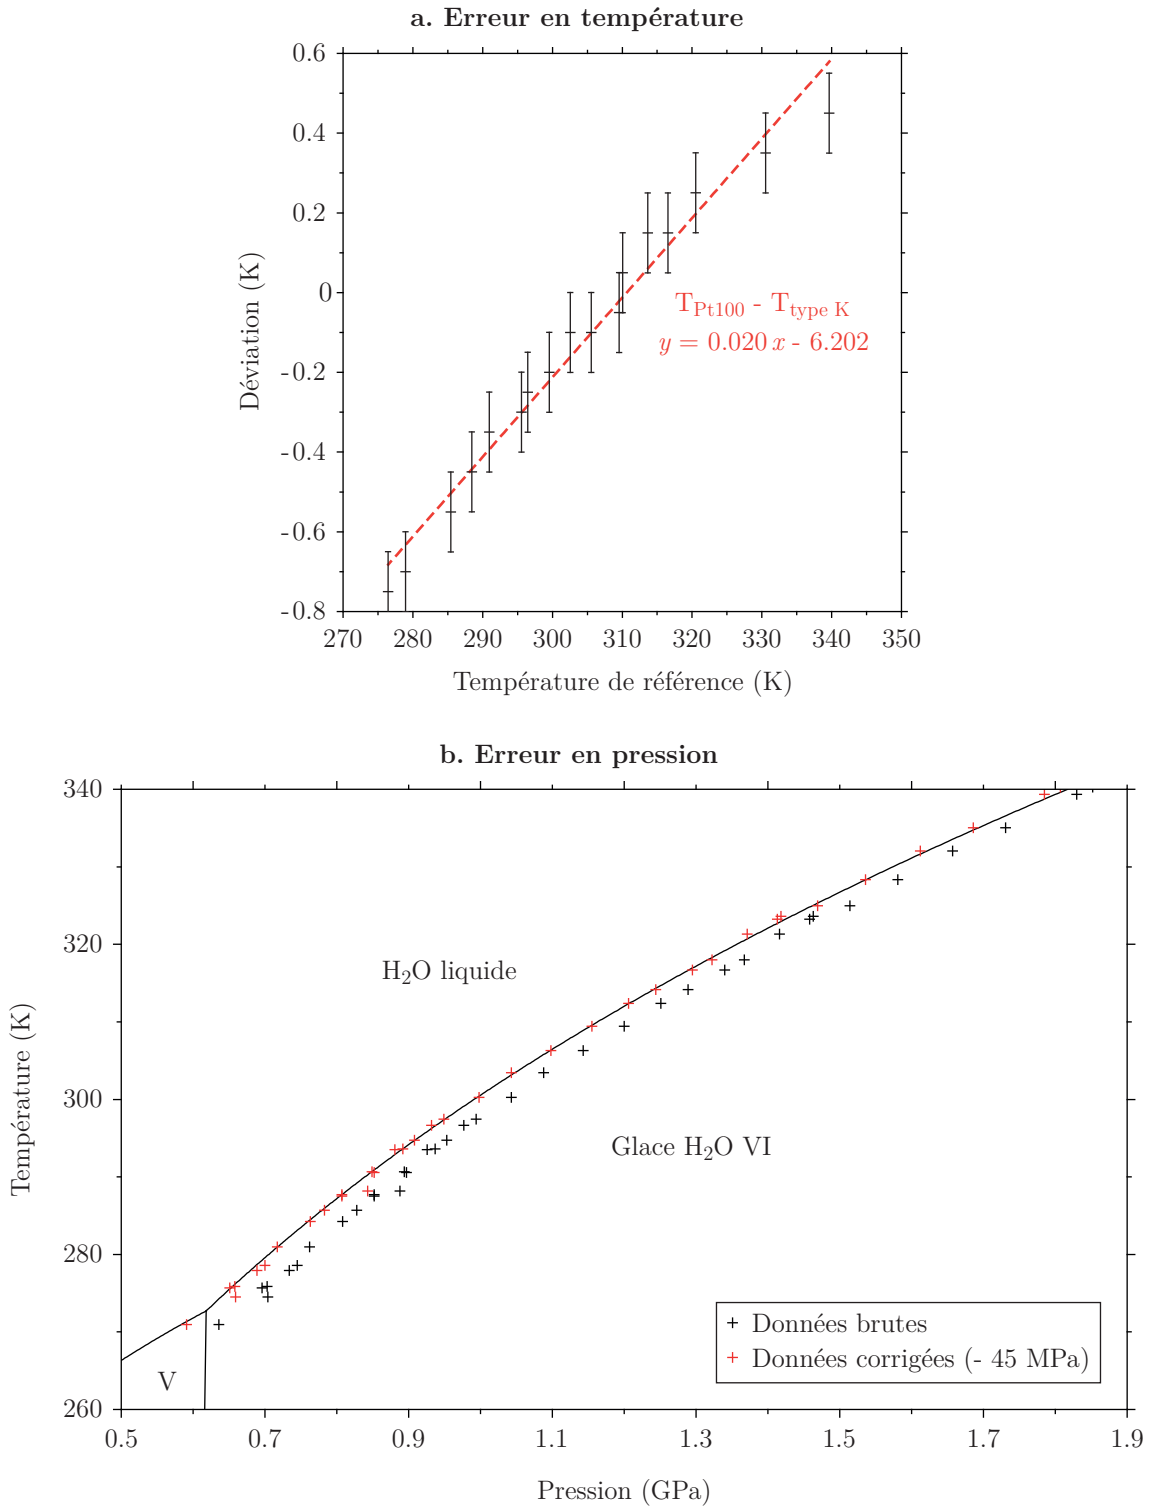 a. Erreur en température
0.6
0.4
0.2
0
-0.2
-0.4
-0.6
-0.8
Déviation (K)
T_Pt100 - T_type K
y = 0.020 x - 6.202
270 280 290 300 310 320 330 340 350
Température de référence (K)
b. Erreur en pression
340
320
300
280
260
Température (K)
H₂O liquide
Glace H₂O VI
V
Données brutes
Données corrigées (- 45 MPa)
0.5 0.7 0.9 1.1 1.3 1.5 1.7 1.9
Pression (GPa)